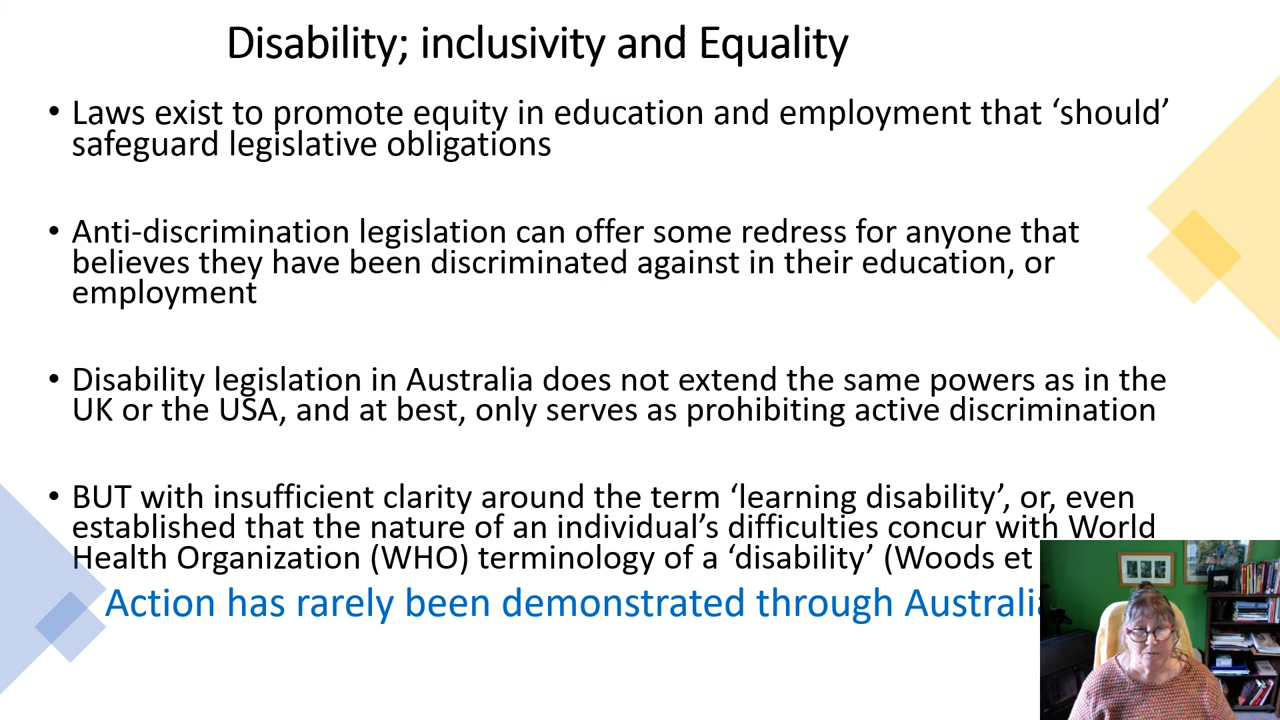 Disability; inclusivity and Equality
• Laws exist to promote equity in education and employment that ‘should’
safeguard legislative obligations
• Anti-discrimination legislation can offer some redress for anyone that
believes they have been discriminated against in their education, or
employment
• Disability legislation in Australia does not extend the same powers as in the
UK or the USA, and at best, only serves as prohibiting active discrimination
• BUT with insufficient clarity around the term ‘learning disability’, or, even
established that the nature of an individual’s difficulties concur with World
Health Organization (WHO) terminology of a ‘disability’ (Woods et
Action has rarely been demonstrated through